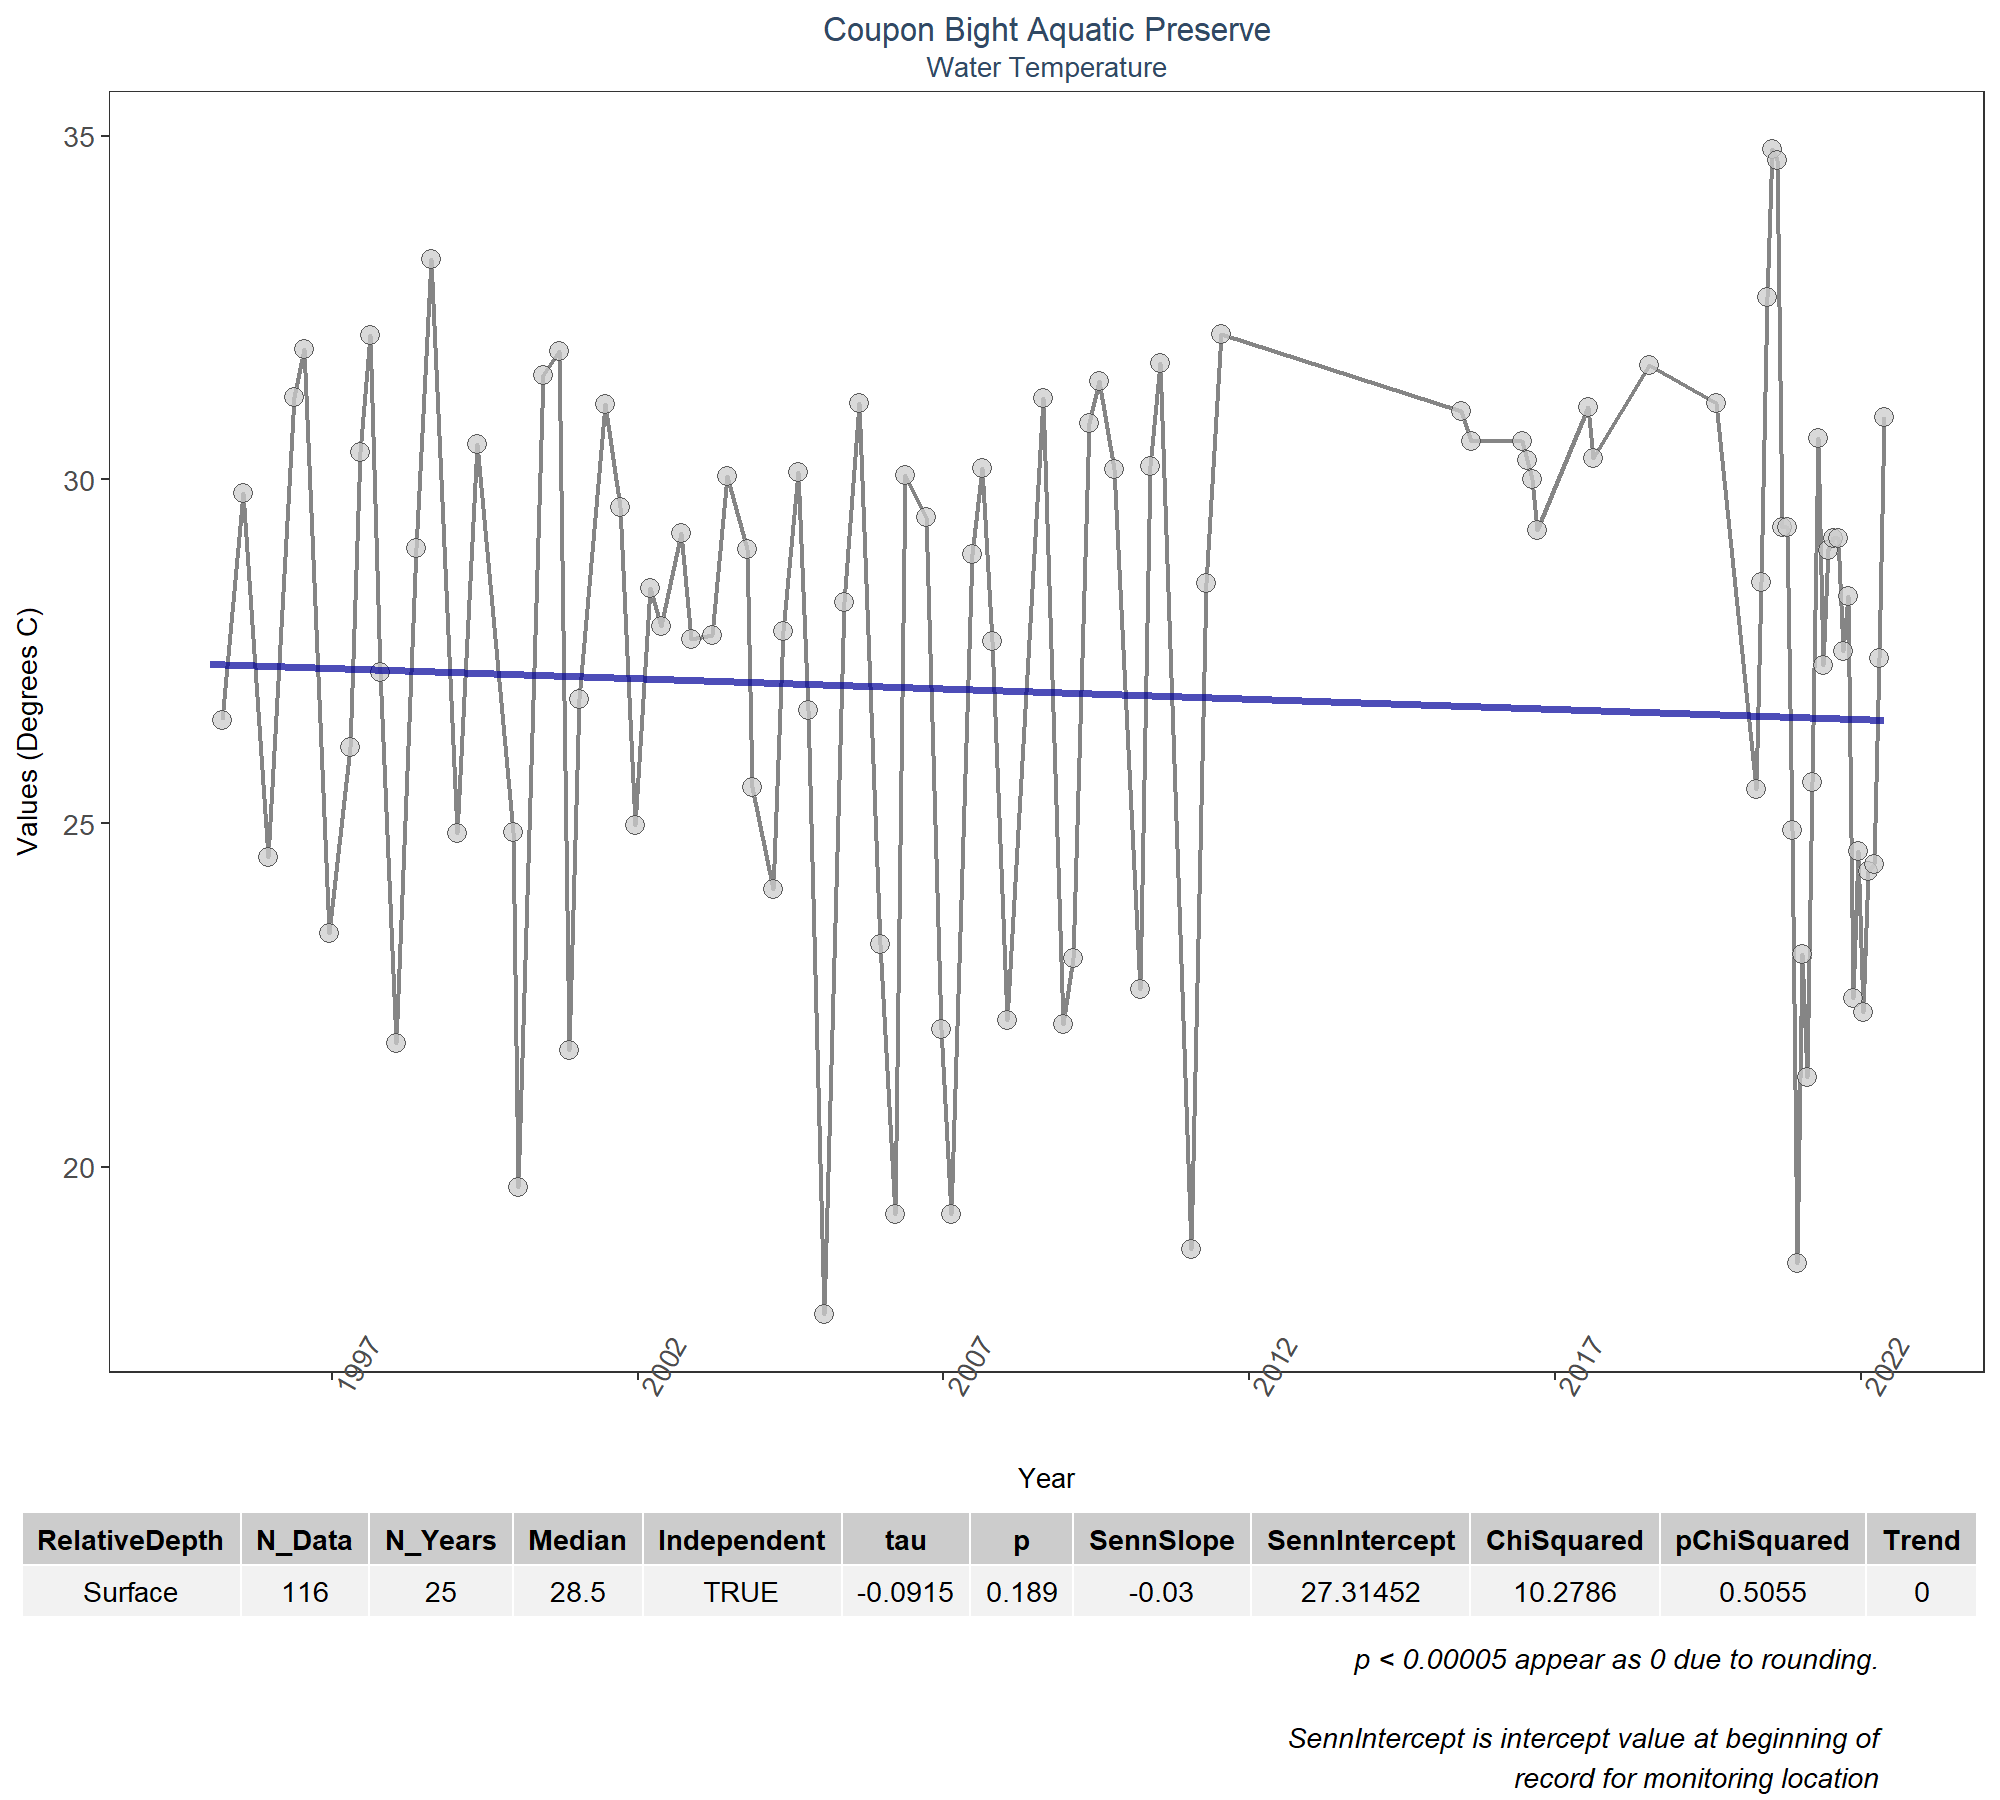 Coupon Bight Aquatic Preserve
Water Temperature
35
30
25
20
Values (Degrees C)
1997
2002
2007
2012
2017
2022
Year
RelativeDepth N_Data N_Years Median Independent tau p SennSlope SennIntercept ChiSquared pChiSquared Trend
Surface 116 25 28.5 TRUE -0.0915 0.189 -0.03 27.31452 10.2786 0.5055 0
p < 0.00005 appear as 0 due to rounding.
SennIntercept is intercept value at beginning of
record for monitoring location